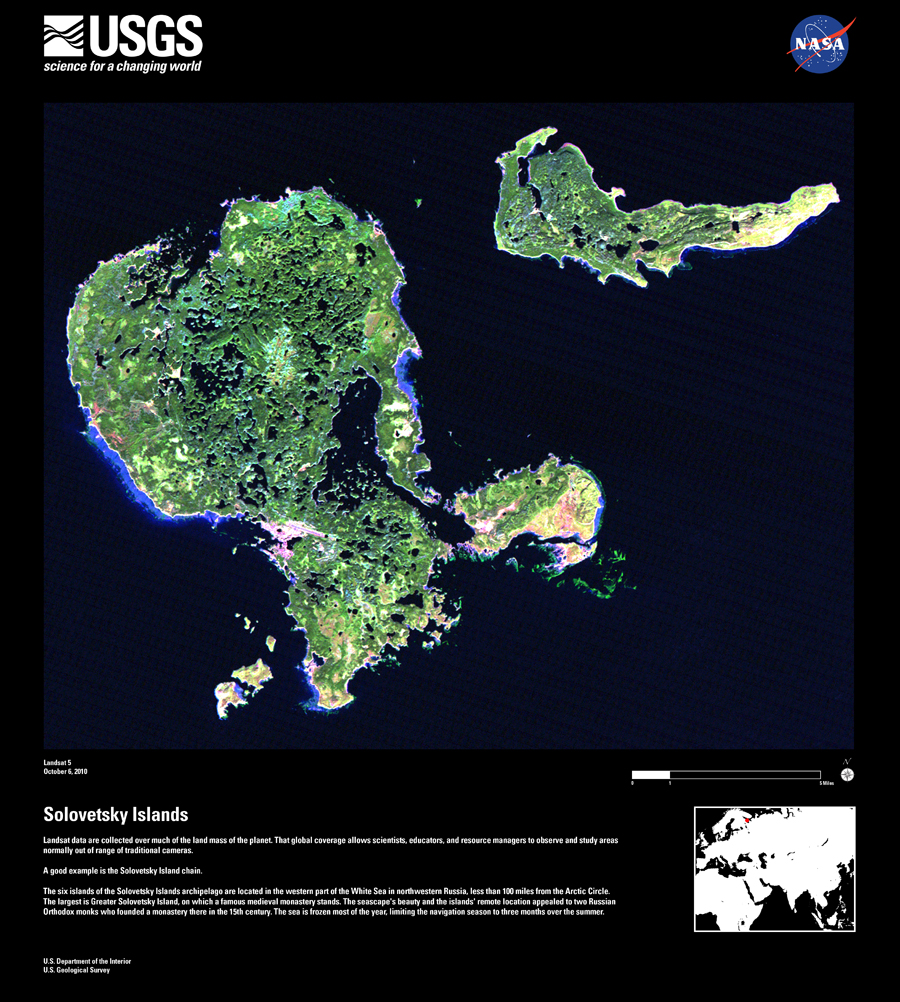 USGS
science for a changing world
NASA
Landsat 5
October 6, 2010
N
0 1 5 Miles
Solovetsky Islands
Landsat data are collected over much of the land mass of the planet. That global coverage allows scientists, educators, and resource managers to observe and study areas
normally out of range of traditional cameras.
A good example is the Solovetsky Island chain.
The six islands of the Solovetsky Islands archipelago are located in the western part of the White Sea in northwestern Russia, less than 100 miles from the Arctic Circle.
The largest is Greater Solovetsky Island, on which a famous medieval monastery stands. The seascape's beauty and the islands' remote location appealed to two Russian
Orthodox monks who founded a monastery there in the 15th century. The sea is frozen most of the year, limiting the navigation season to three months over the summer.
U.S. Department of the Interior
U.S. Geological Survey